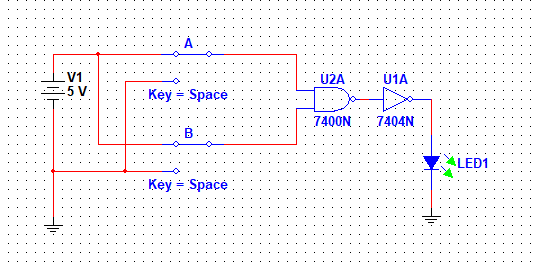 A
V1
5 V
Key = Space
U2A
U1A
7400N
7404N
B
LED1
Key = Space